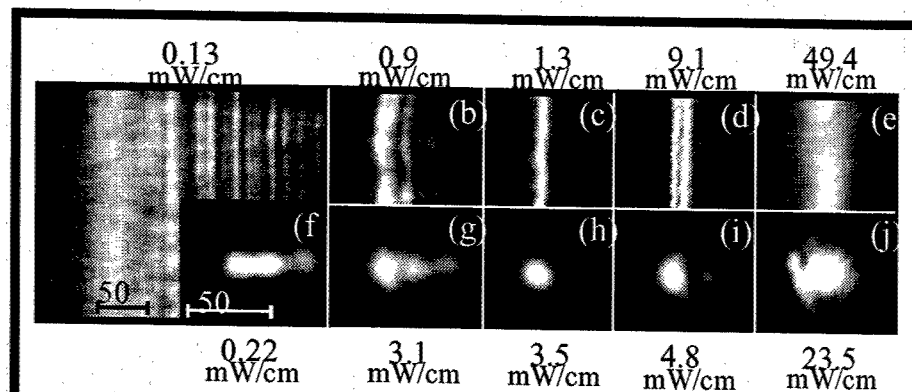 0.13 0.9 1.3 9.1 49.4
mW/cm mW/cm mW/cm mW/cm mW/cm
(b) (c) (d) (e
(f) (g) (h) (i) (j)
50 50
0.22 3.1 3.5 4.8 23.5
mW/cm mW/cm mW/cm mW/cm mW/cm